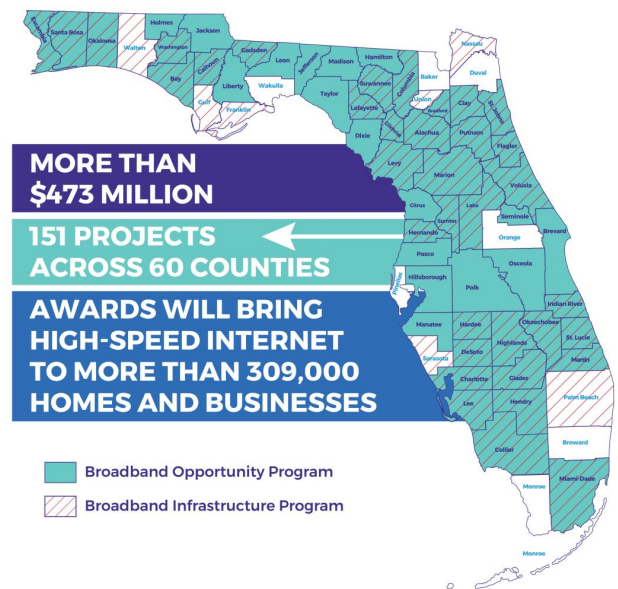 Holmes
Jackson
Escambia
Santa Rosa
Okaloosa
Walton
Washington
Bay
Calhoun
Gulf
Gadsden
Liberty
Franklin
Leon
Wakulla
Jefferson
Madison
Taylor
Hamilton
Suwannee
Lafayette
Dixie
Columbia
Baker
Nassau
Duval
Union
Bradford
Clay
Alachua
Putnam
Flagler
Levy
Marion
Volusia
Citrus
Sumter
Lake
Hernando
Seminole
Orange
Brevard
Pasco
Osceola
Hillsborough
Pinellas
Polk
Indian River
Manatee
Hardee
Okeechobee
Highlands
St. Lucie
Sarasota
DeSoto
Martin
Charlotte
Glades
Lee
Hendry
Palm Beach
Collier
Broward
Monroe
Miami-Dade
Monroe
MORE THAN
$473 MILLION
151 PROJECTS
ACROSS 60 COUNTIES
AWARDS WILL BRING
HIGH-SPEED INTERNET
TO MORE THAN 309,000
HOMES AND BUSINESSES
Broadband Opportunity Program
Broadband Infrastructure Program